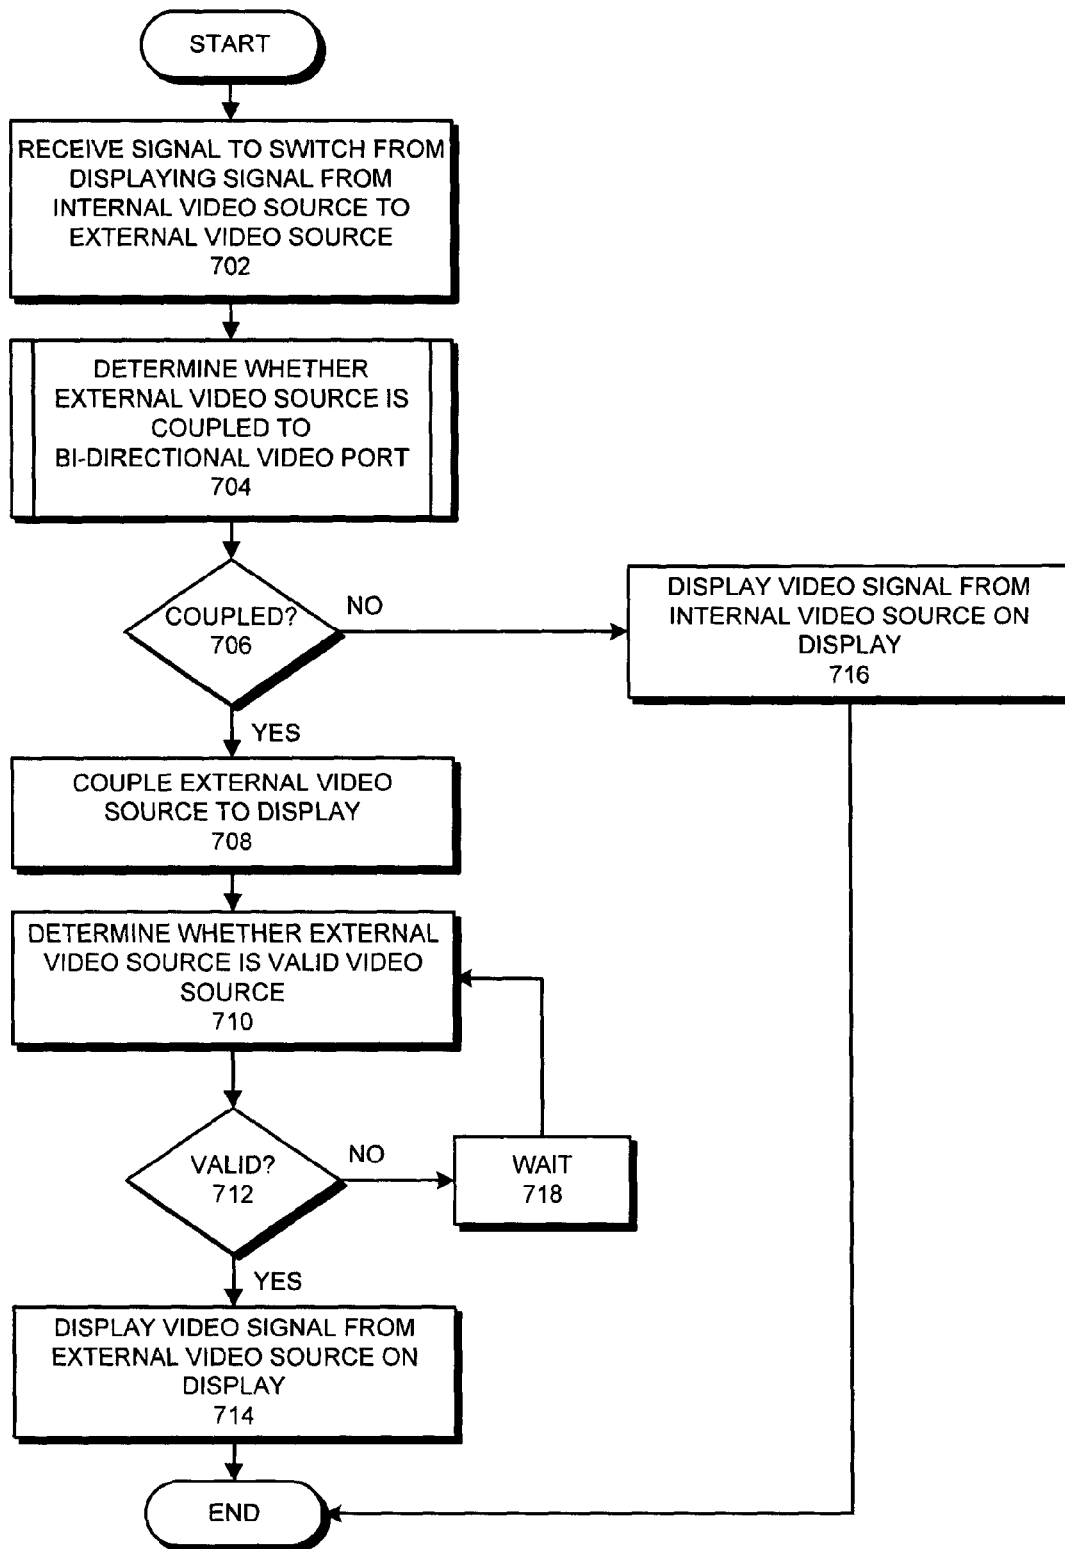 START
RECEIVE SIGNAL TO SWITCH FROM
DISPLAYING SIGNAL FROM
INTERNAL VIDEO SOURCE TO
EXTERNAL VIDEO SOURCE
702
DETERMINE WHETHER
EXTERNAL VIDEO SOURCE IS
COUPLED TO
BI-DIRECTIONAL VIDEO PORT
704
COUPLED?
706
NO
DISPLAY VIDEO SIGNAL FROM
INTERNAL VIDEO SOURCE ON
DISPLAY
716
YES
COUPLE EXTERNAL VIDEO
SOURCE TO DISPLAY
708
DETERMINE WHETHER EXTERNAL
VIDEO SOURCE IS VALID VIDEO
SOURCE
710
VALID?
712
NO
WAIT
718
YES
DISPLAY VIDEO SIGNAL FROM
EXTERNAL VIDEO SOURCE ON
DISPLAY
714
END